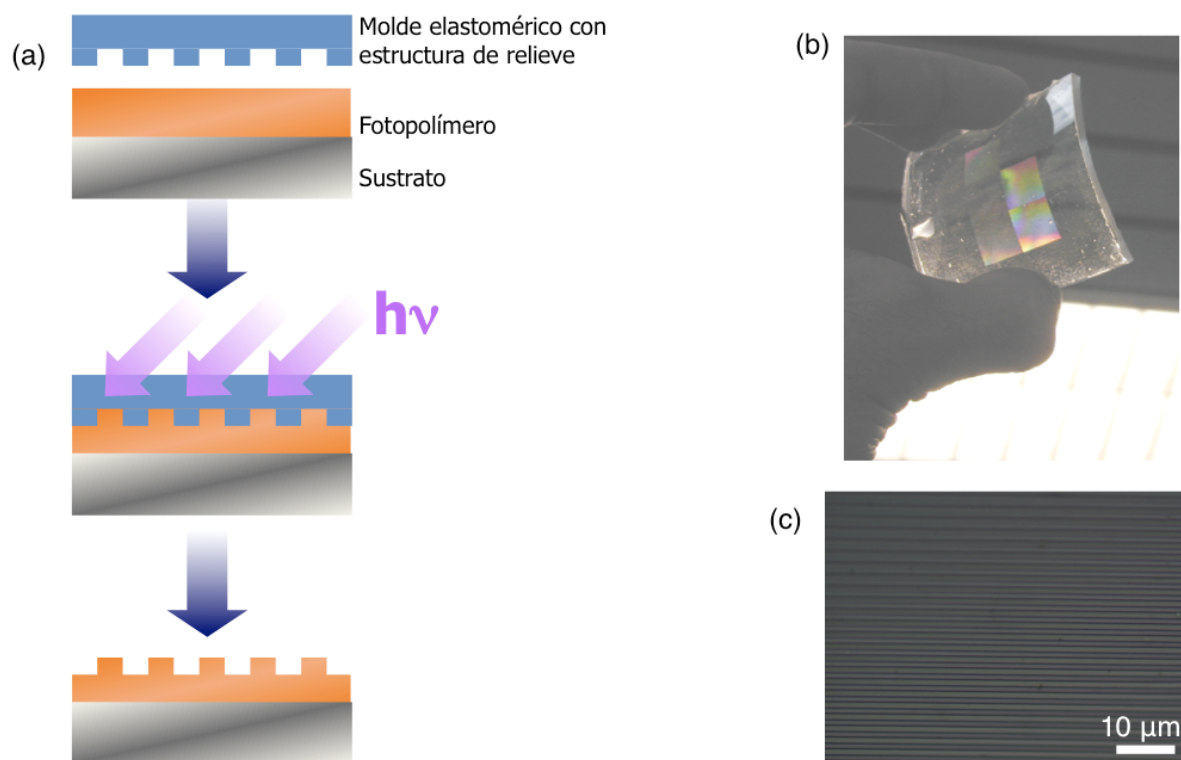 (a)
Molde elastomérico con
estructura de relieve
Fotopolímero
Sustrato
hν
(b)
(c)
10 μm